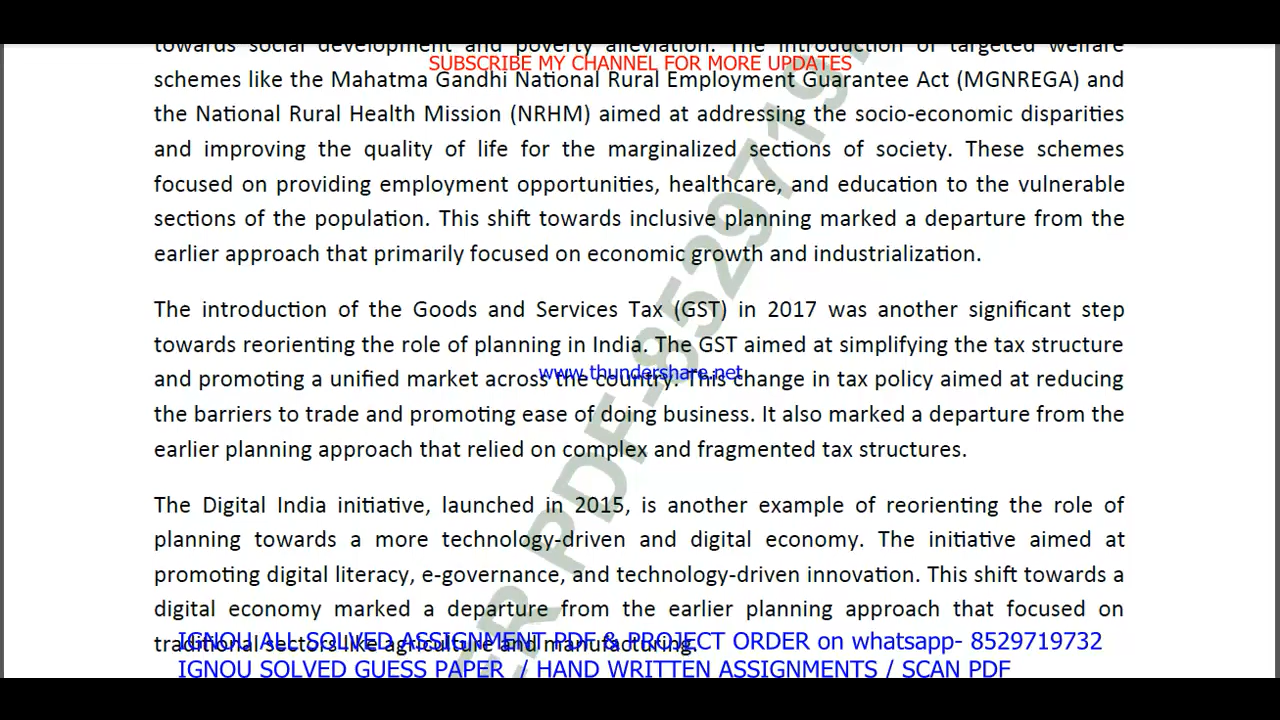 towards social development and poverty alleviation. The introduction of targeted welfare
SUBSCRIBE MY CHANNEL FOR MORE UPDATES
schemes like the Mahatma Gandhi National Rural Employment Guarantee Act (MGNREGA) and
the National Rural Health Mission (NRHM) aimed at addressing the socio-economic disparities
and improving the quality of life for the marginalized sections of society. These schemes
focused on providing employment opportunities, healthcare, and education to the vulnerable
sections of the population. This shift towards inclusive planning marked a departure from the
earlier approach that primarily focused on economic growth and industrialization.
The introduction of the Goods and Services Tax (GST) in 2017 was another significant step
towards reorienting the role of planning in India. The GST aimed at simplifying the tax structure
www.thundershare.net
and promoting a unified market across the country. This change in tax policy aimed at reducing
the barriers to trade and promoting ease of doing business. It also marked a departure from the
earlier planning approach that relied on complex and fragmented tax structures.
The Digital India initiative, launched in 2015, is another example of reorienting the role of
planning towards a more technology-driven and digital economy. The initiative aimed at
promoting digital literacy, e-governance, and technology-driven innovation. This shift towards a
digital economy marked a departure from the earlier planning approach that focused on
traditional sectors like agriculture and manufacturing.
IGNOU ALL SOLVED ASSIGNMENT PDF & PROJECT ORDER on whatsapp- 8529719732
IGNOU SOLVED GUESS PAPER / HAND WRITTEN ASSIGNMENTS / SCAN PDF
ER PDF-8529719